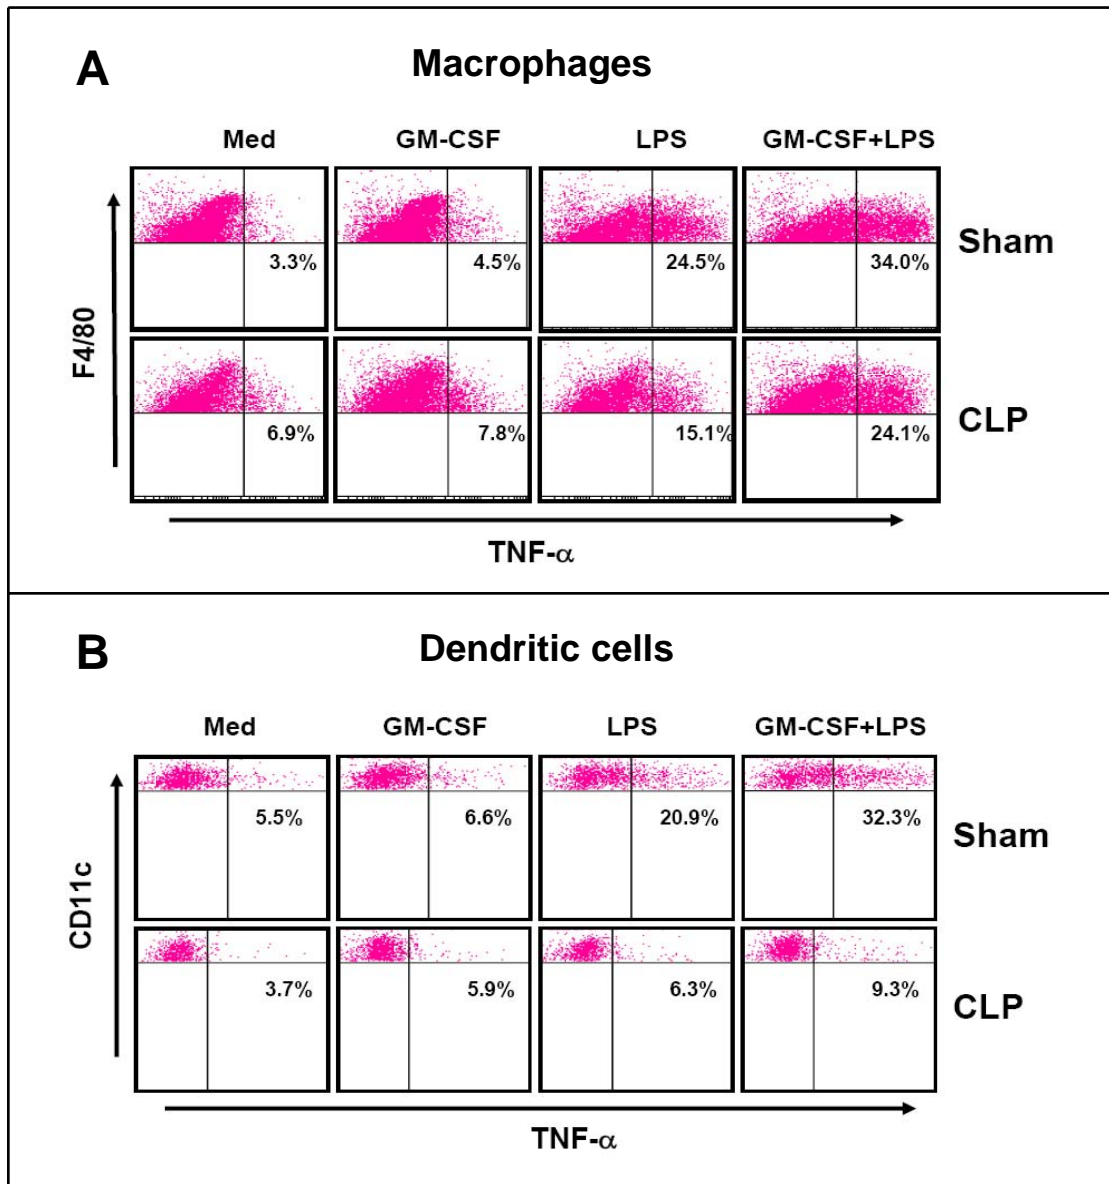 A
Macrophages
Med GM-CSF LPS GM-CSF+LPS
3.3% 4.5% 24.5% 34.0%
Sham
F4/80
6.9% 7.8% 15.1% 24.1%
CLP
TNF-α
B
Dendritic cells
Med GM-CSF LPS GM-CSF+LPS
5.5% 6.6% 20.9% 32.3%
Sham
CD11c
3.7% 5.9% 6.3% 9.3%
CLP
TNF-α